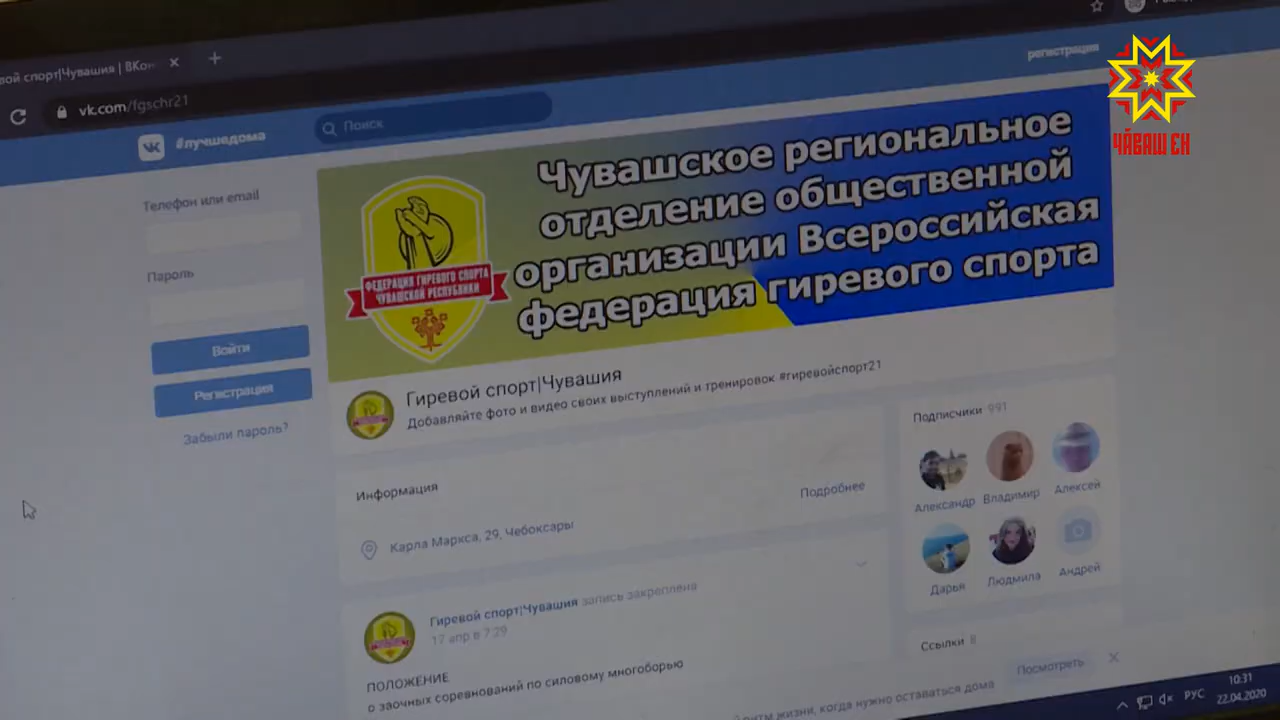 вой спорт|Чувашия | ВКон
vk.com/fgschr21
#лучшедома
Поиск
регистрация
ЧӐВАШ ЕН
Телефон или email
Пароль
Войти
Регистрация
Забыли пароль?
Чувашское региональное
отделение общественной
организации Всероссийская
федерация гиревого спорта
ФЕДЕРАЦИЯ ГИРЕВОГО СПОРТА
ЧУВАШСКОЙ РЕСПУБЛИКИ
Гиревой спорт|Чувашия
Добавляйте фото и видео своих выступлений и тренировок #гиревойспорт21
Информация
Подробнее
Карла Маркса, 29, Чебоксары
Подписчики 991
Александр Владимир Алексей
Дарья Людмила Андрей
Гиревой спорт|Чувашия запись закреплена
17 апр в 7:29
ПОЛОЖЕНИЕ
о заочных соревнований по силовому многоборью
Ссылки 8
ритм жизни, когда нужно оставаться дома
Посмотреть
РУС
10:31
22.04.2020